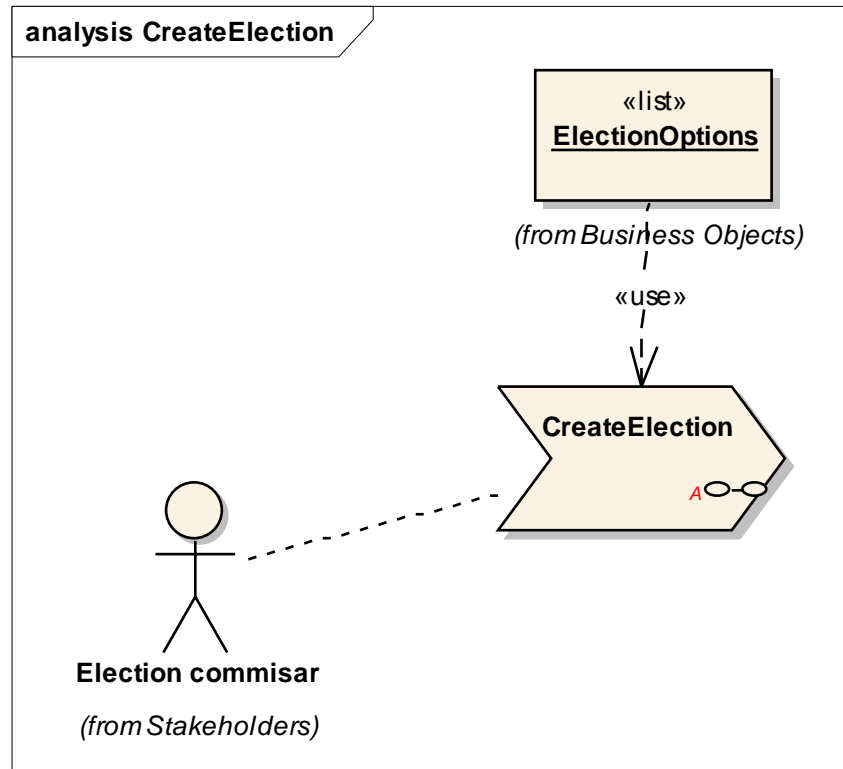 analysis CreateElection
«list»
ElectionOptions
(from Business Objects)
«use»
CreateElection
A
Election commisar
(from Stakeholders)